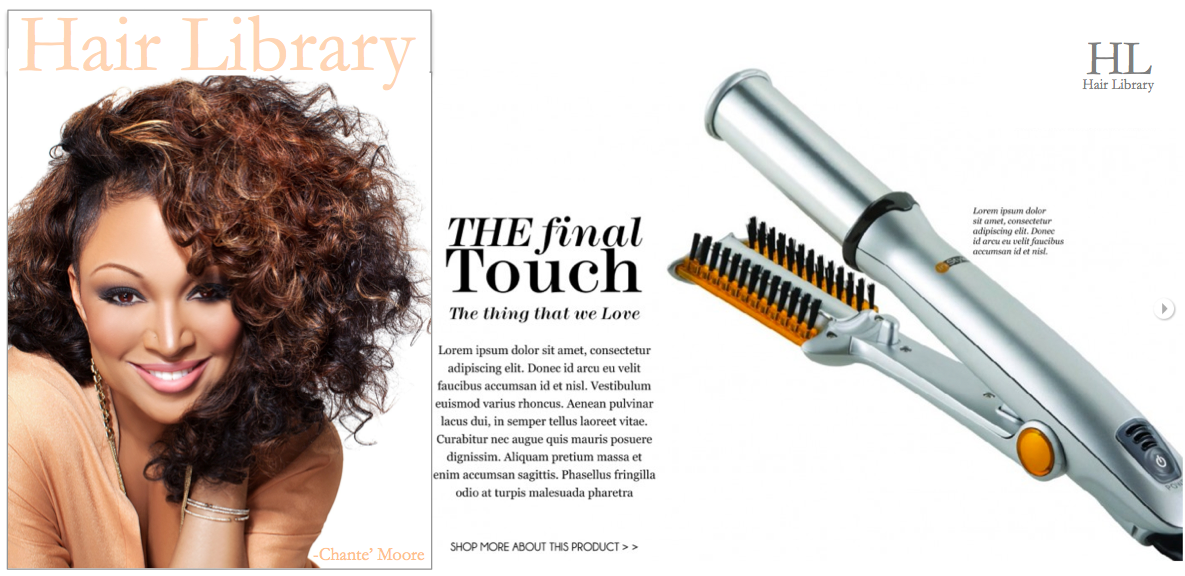 Hair Library
-Chante' Moore
THE final
Touch
The thing that we Love
Lorem ipsum dolor sit amet, consectetur
adipiscing elit. Donec id arcu eu velit
faucibus accumsan id et nisl. Vestibulum
euismod varius rhoncus. Aenean pulvinar
lacus dui, in semper tellus laoreet vitae.
Curabitur nec augue quis mauris posuere
dignissim. Aliquam pretium massa et
enim accumsan sagittis. Phasellus fringilla
odio at turpis malesuada pharetra
SHOP MORE ABOUT THIS PRODUCT > >
HL
Hair Library
Lorem ipsum dolor
sit amet, consectetur
adipiscing elit. Donec
id arcu eu velit faucibus
accumsan id et nisl.